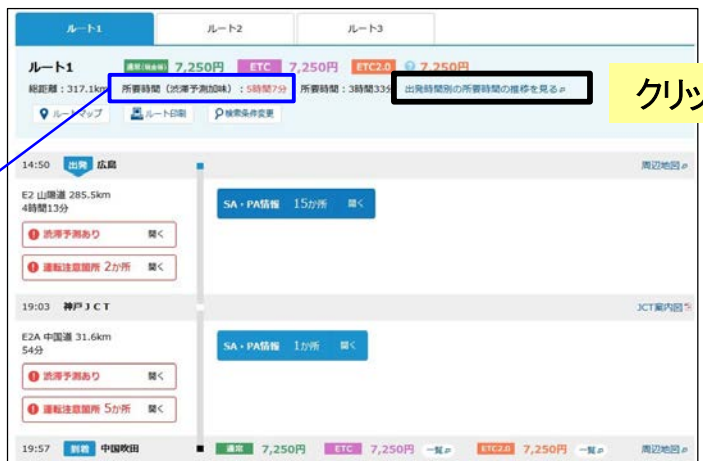 ルート1 ルート2 ルート3
ルート1 通常(現金等) 7,250円 ETC 7,250円 ETC2.0 ? 7,250円
総距離：317.1km 所要時間（渋滞予測加味）：5時間7分 所要時間：3時間33分 出発時間別の所要時間の推移を見る
クリッ
ルートマップ ルート印刷 検索条件変更
14:50 出発 広島 周辺地図
E2 山陽道 285.5km
4時間13分
SA・PA情報 15か所 開く
渋滞予測あり 開く
運転注意箇所 2か所 開く
19:03 神戸JCT JCT案内図
E2A 中国道 31.6km
54分
SA・PA情報 1か所 開く
渋滞予測あり 開く
運転注意箇所 5か所 開く
19:57 到着 中国吹田 通常 7,250円 ETC 7,250円 一覧 ETC2.0 7,250円 一覧 周辺地図